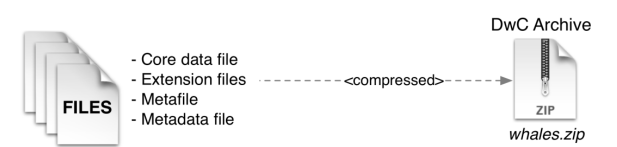 DwC Archive
FILES
- Core data file
- Extension files
- Metafile
- Metadata file
<compressed>
ZIP
whales.zip